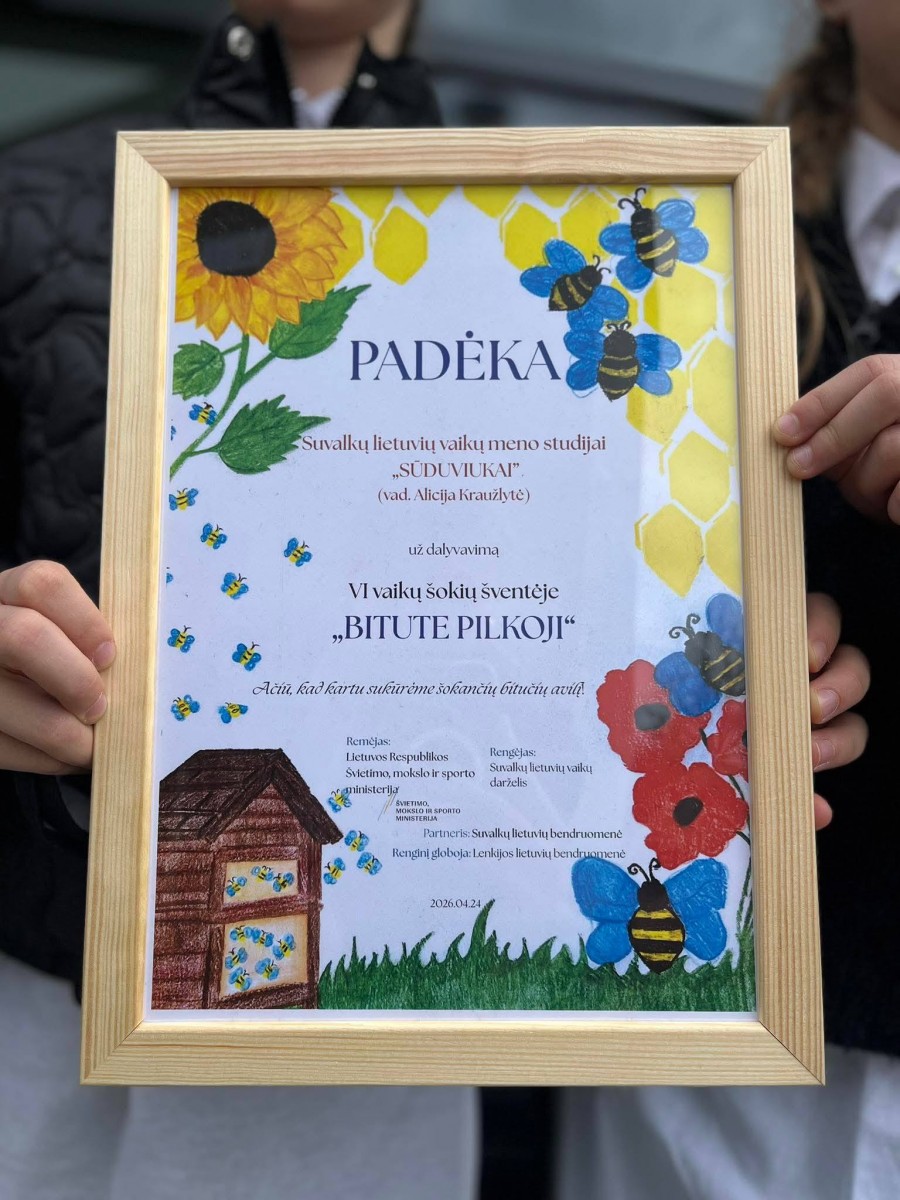 PADĖKA
Suvalkų lietuvių vaikų meno studijai
„SŪDUVIUKAI”
(vad. Alicija Kraužlytė)
už dalyvavimą
VI vaikų šokių šventėje
„BITUTE PILKOJI“
Ačiū, kad kartu sukūrėme šokančių bitučių avilį!
Remėjas:
Lietuvos Respublikos
Švietimo, mokslo ir sporto
ministerija
ŠVIETIMO,
MOKSLO IR SPORTO
MINISTERIJA
Rengėjas:
Suvalkų lietuvių vaikų
darželis
Partneris: Suvalkų lietuvių bendruomenė
Renginį globoja: Lenkijos lietuvių bendruomenė
2026.04.24